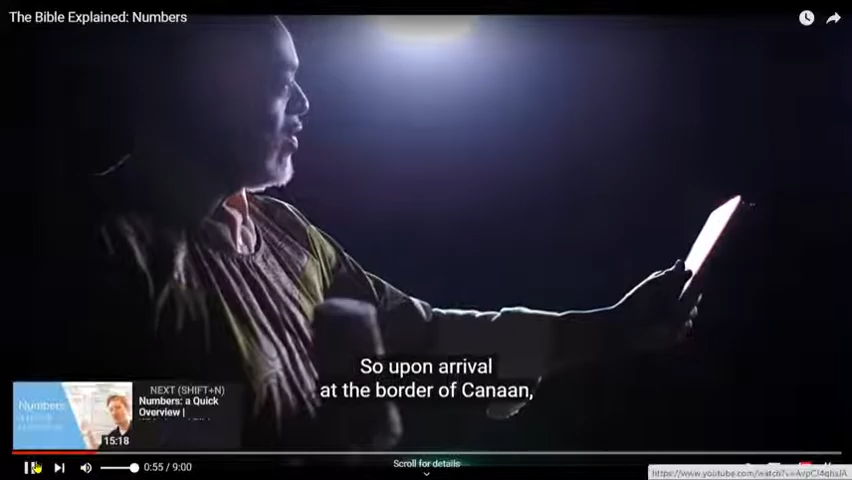 The Bible Explained: Numbers
So upon arrival
at the border of Canaan,
Numbers
NEXT (SHIFT+N)
Numbers: a Quick
Overview |
15:18
0:55 / 9:00
Scroll for details